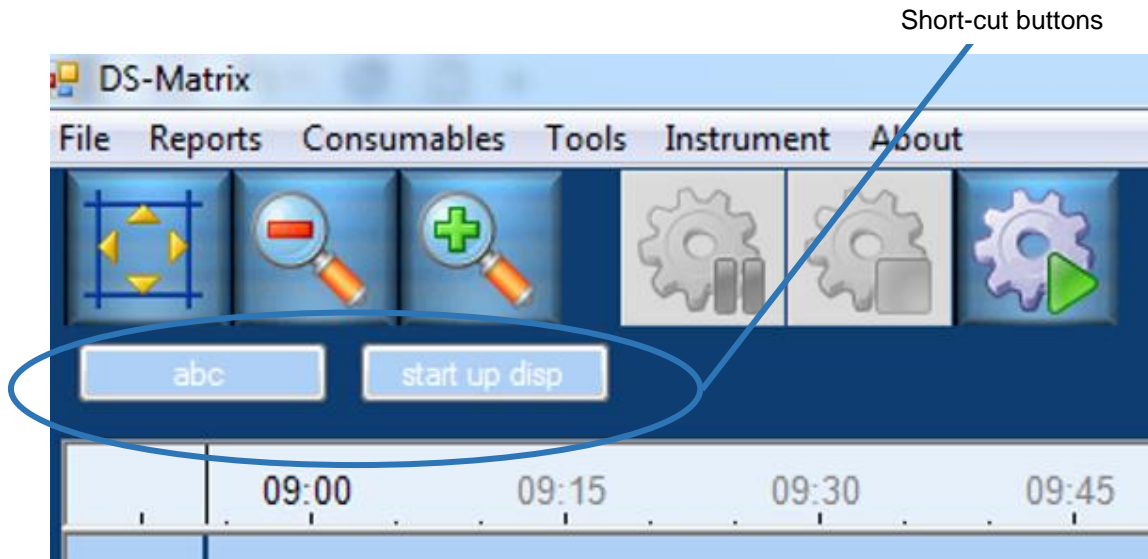 Short-cut buttons
DS-Matrix
File Reports Consumables Tools Instrument About
abc start up disp
09:00 09:15 09:30 09:45